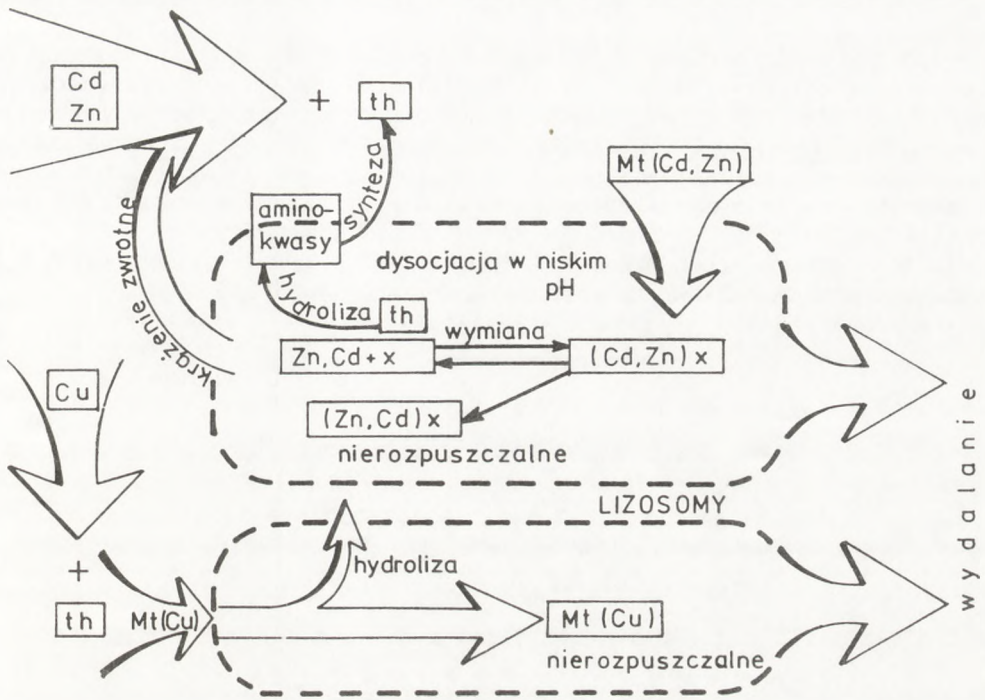 Cd
Zn
+
th
synteza
Mt(Cd,Zn)
amino-
kwasy
krążenie zwrotne
dysocjacja w niskim
pH
hydroliza
th
wymiana
Zn,Cd+x
(Cd,Zn)x
Cu
(Zn,Cd)x
nierozpuszczalne
wydalanie
LIZOSOMY
hydroliza
+
th
Mt(Cu)
Mt(Cu)
nierozpuszczalne